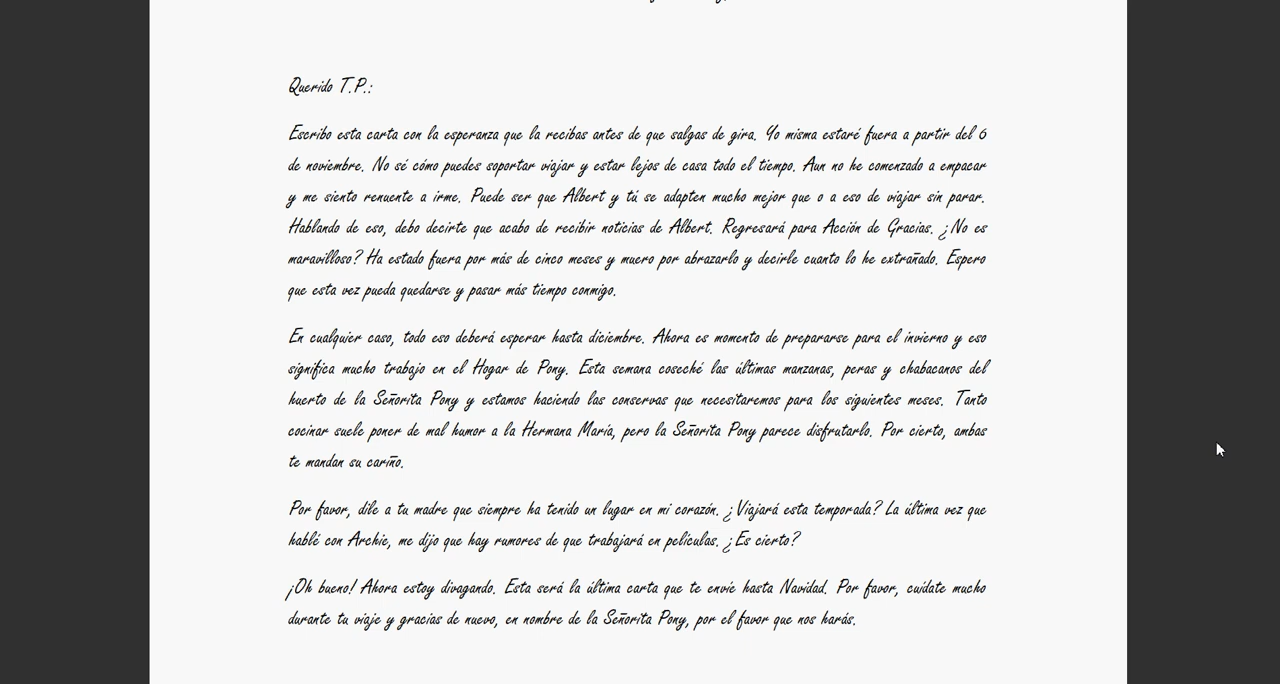 Querido T.P.:
Escribo esta carta con la esperanza que la recibas antes de que salgas de gira. Yo misma estaré fuera a partir del 6
de noviembre. No sé cómo puedes soportar viajar y estar lejos de casa todo el tiempo. Aun no he comenzado a empacar
y me siento renuente a irme. Puede ser que Albert y tú se adapten mucho mejor que o a eso de viajar sin parar.
Hablando de eso, debo decirte que acabo de recibir noticias de Albert. Regresará para Acción de Gracias. ¿No es
maravilloso? Ha estado fuera por más de cinco meses y muero por abrazarlo y decirle cuanto lo he extrañado. Espero
que esta vez pueda quedarse y pasar más tiempo conmigo.
En cualquier caso, todo eso deberá esperar hasta diciembre. Ahora es momento de prepararse para el invierno y eso
significa mucho trabajo en el Hogar de Pony. Esta semana coseché las últimas manzanas, peras y chabacanos del
huerto de la Señorita Pony y estamos haciendo las conservas que necesitaremos para los siguientes meses. Tanto
cocinar suele poner de mal humor a la Hermana María, pero la Señorita Pony parece disfrutarlo. Por cierto, ambas
te mandan su cariño.
Por favor, dile a tu madre que siempre ha tenido un lugar en mi corazón. ¿Viajará esta temporada? La última vez que
hablé con Archie, me dijo que hay rumores de que trabajará en películas. ¿Es cierto?
¡Oh bueno! Ahora estoy divagando. Esta será la última carta que te envíe hasta Navidad. Por favor, cuídate mucho
durante tu viaje y gracias de nuevo, en nombre de la Señorita Pony, por el favor que nos harás.